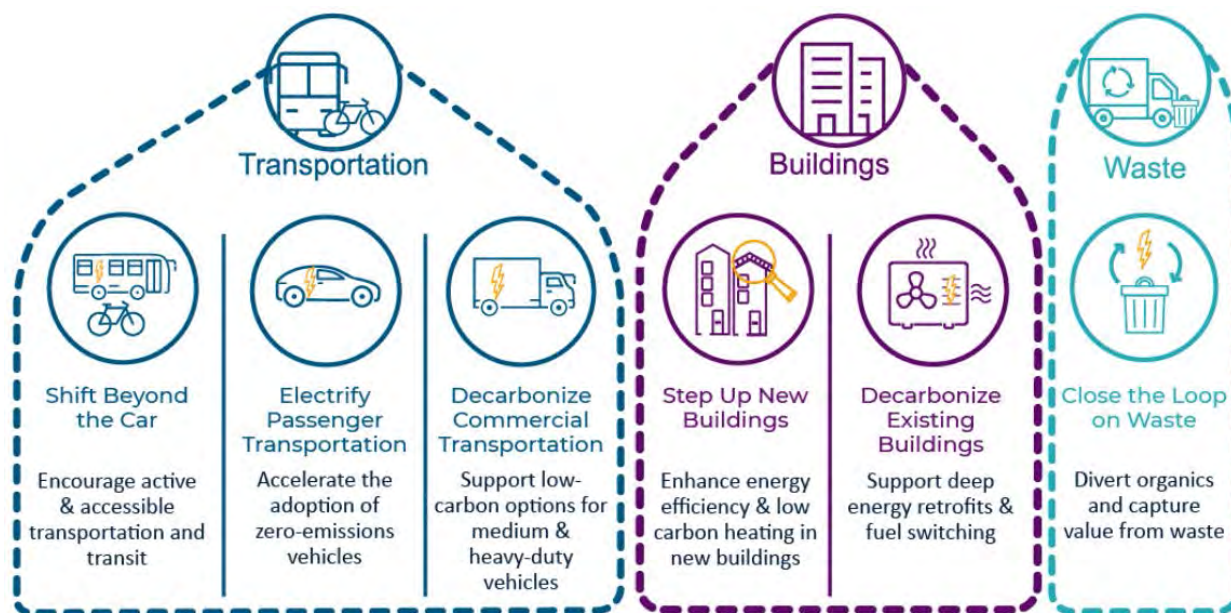 Transportation
Buildings
Waste
Shift Beyond
the Car
Encourage active
& accessible
transportation and
transit
Electrify
Passenger
Transportation
Accelerate the
adoption of
zero-emissions
vehicles
Decarbonize
Commercial
Transportation
Support low-
carbon options for
medium &
heavy-duty
vehicles
Step Up New
Buildings
Enhance energy
efficiency & low
carbon heating in
new buildings
Decarbonize
Existing
Buildings
Support deep
energy retrofits &
fuel switching
Close the Loop
on Waste
Divert organics
and capture
value from waste